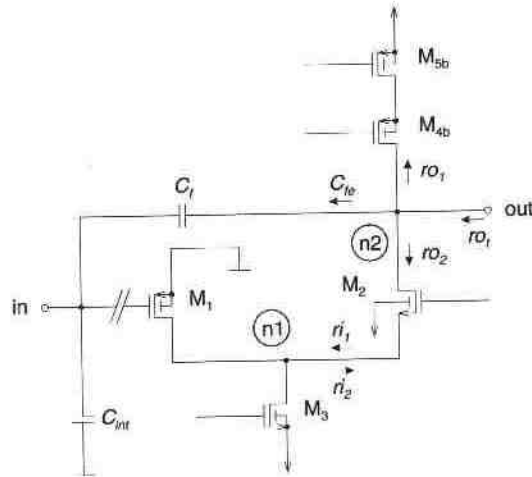 M5b
M4b
Cf
Cfe
ro1
out
n2
rot
ro2
M1
M2
in
n1
ri1
ri2
M3
Cint